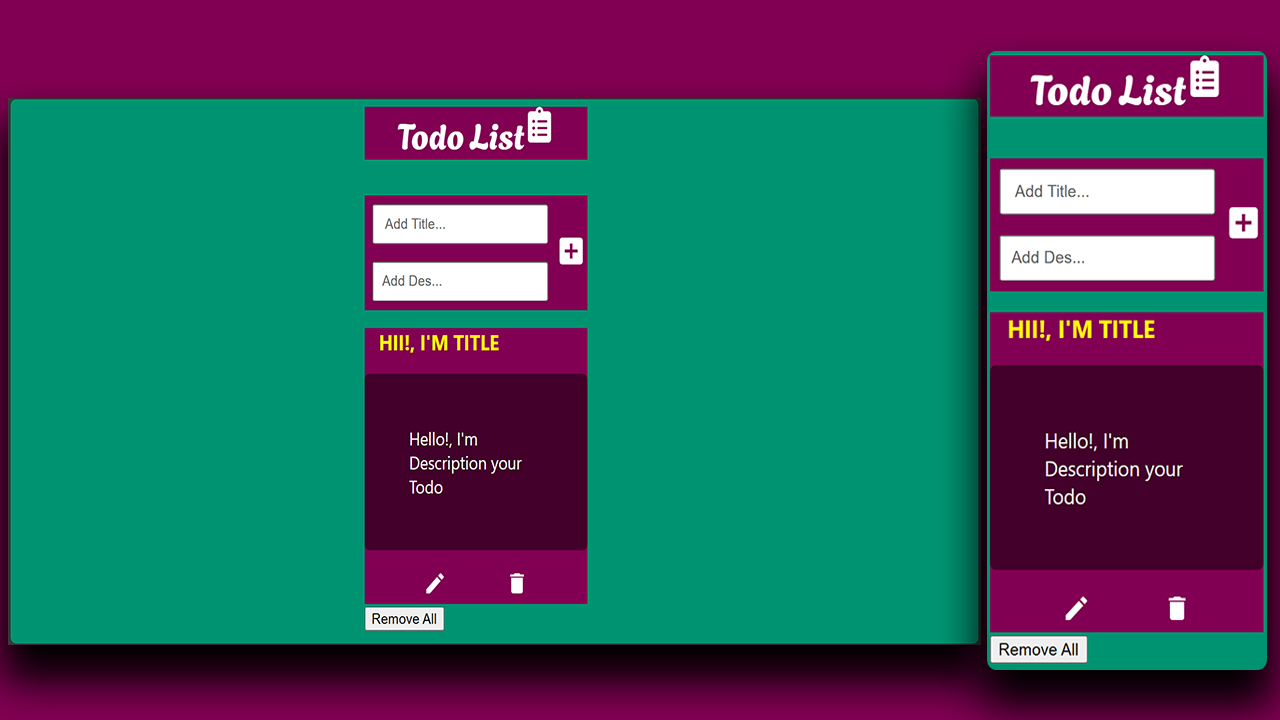 Todo List
Add Title...
Add Des...
HII!, I'M TITLE
Hello!, I'm
Description your
Todo
Remove All
Todo List
Add Title...
Add Des...
HII!, I'M TITLE
Hello!, I'm
Description your
Todo
Remove All